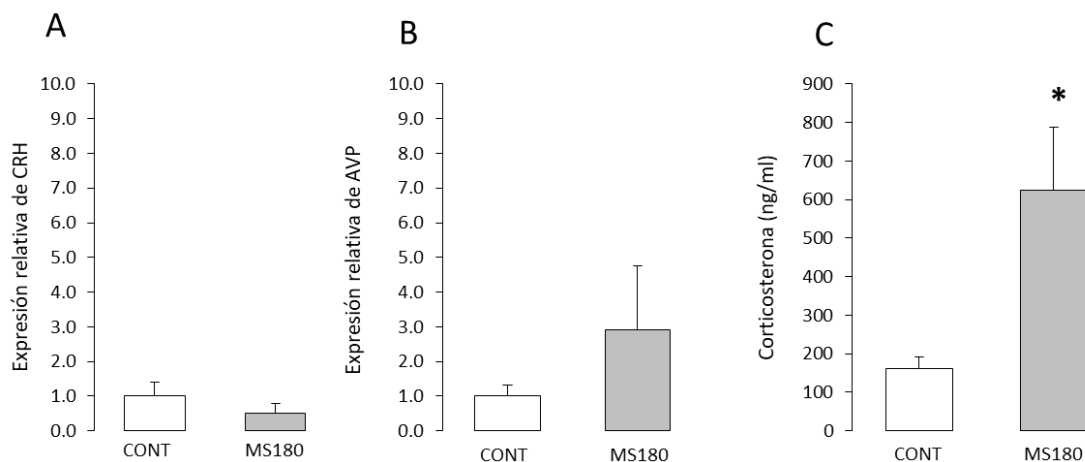 A
Expresión relativa de CRH
10.0
9.0
8.0
7.0
6.0
5.0
4.0
3.0
2.0
1.0
0.0
CONT
MS180
B
Expresión relativa de AVP
10.0
9.0
8.0
7.0
6.0
5.0
4.0
3.0
2.0
1.0
0.0
CONT
MS180
C
Corticosterona (ng/ml)
900
800
700
600
500
400
300
200
100
0
*
CONT
MS180